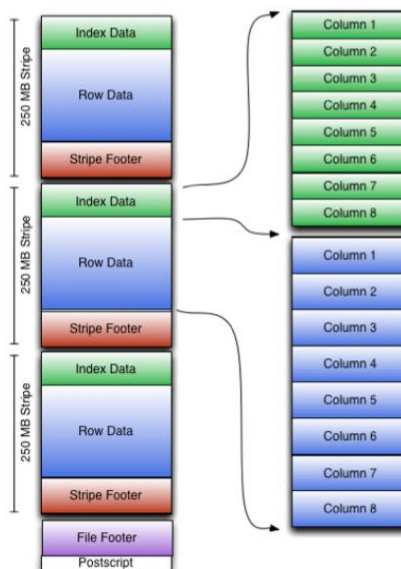 250 MB Stripe
Index Data
Row Data
Stripe Footer
250 MB Stripe
Index Data
Row Data
Stripe Footer
250 MB Stripe
Index Data
Row Data
Stripe Footer
File Footer
Postscript
Column 1
Column 2
Column 3
Column 4
Column 5
Column 6
Column 7
Column 8
Column 1
Column 2
Column 3
Column 4
Column 5
Column 6
Column 7
Column 8